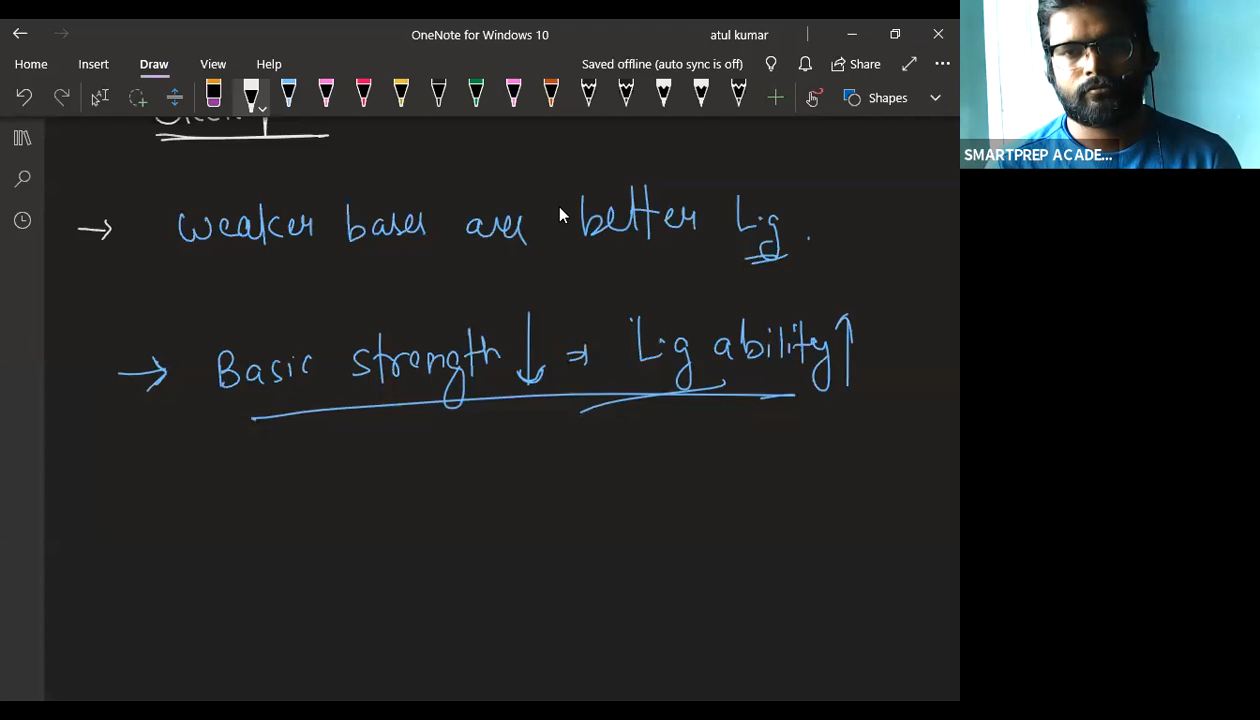 OneNote for Windows 10
atul kumar
Home Insert Draw View Help
Saved offline (auto sync is off)
Share
Shapes
SMARTPREP ACADE...
→ weaker bases are better L.g.
→ Basic strength ↓ ⇒ L.g ability ↑